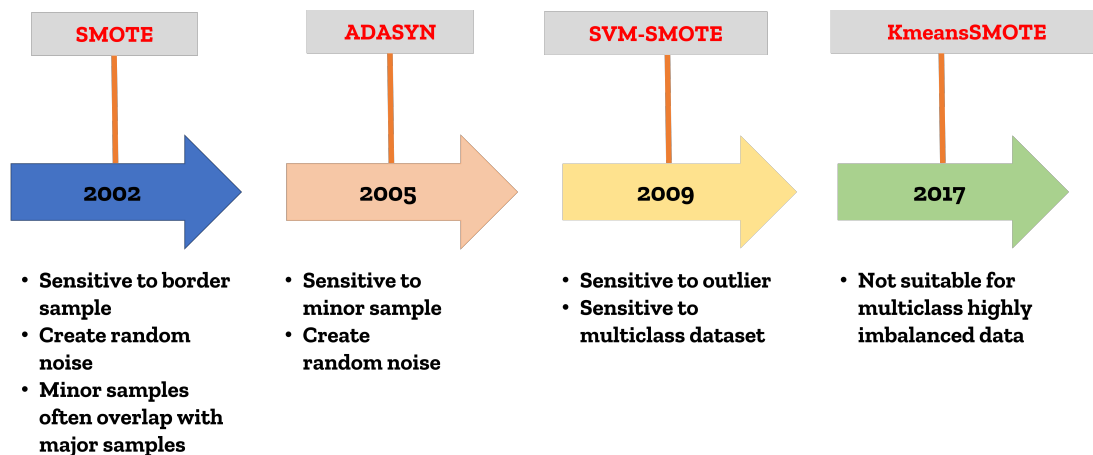 SMOTE
ADASYN
SVM-SMOTE
KmeansSMOTE
2002
2005
2009
2017
• Sensitive to border
sample
• Create random
noise
• Minor samples
often overlap with
major samples
• Sensitive to
minor sample
• Create
random noise
• Sensitive to outlier
• Sensitive to
multiclass dataset
• Not suitable for
multiclass highly
imbalanced data